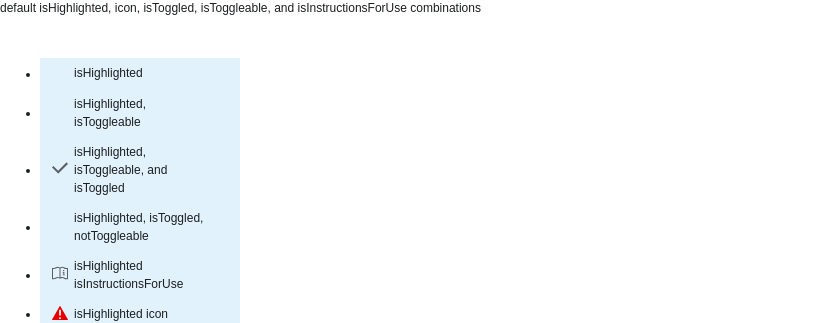 default isHighlighted, icon, isToggled, isToggleable, and isInstructionsForUse combinations
isHighlighted
isHighlighted,
isToggleable
isHighlighted,
isToggleable, and
isToggled
isHighlighted, isToggled,
notToggleable
isHighlighted
isInstructionsForUse
isHighlighted icon